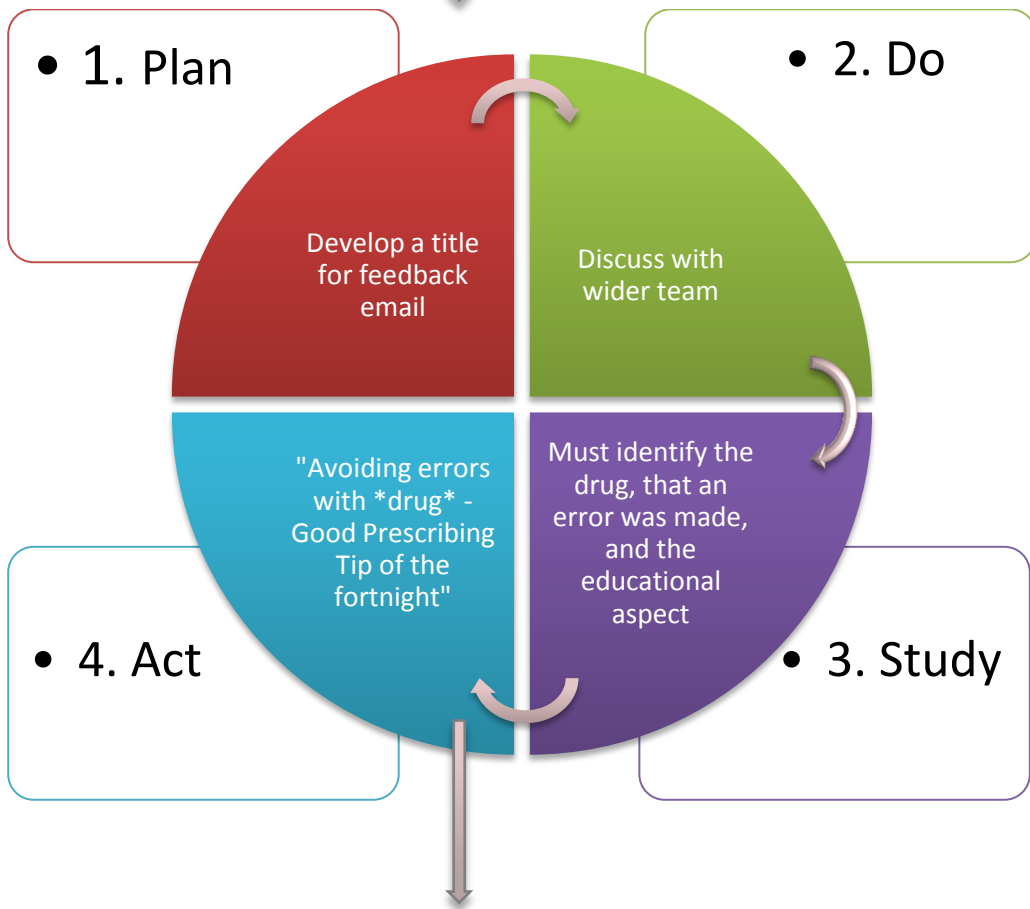 • 1. Plan
Develop a title
for feedback
email
• 2. Do
Discuss with
wider team
Must identify the
drug, that an
error was made,
and the
educational
aspect
• 3. Study
"Avoiding errors
with *drug* -
Good Prescribing
Tip of the
fortnight"
• 4. Act